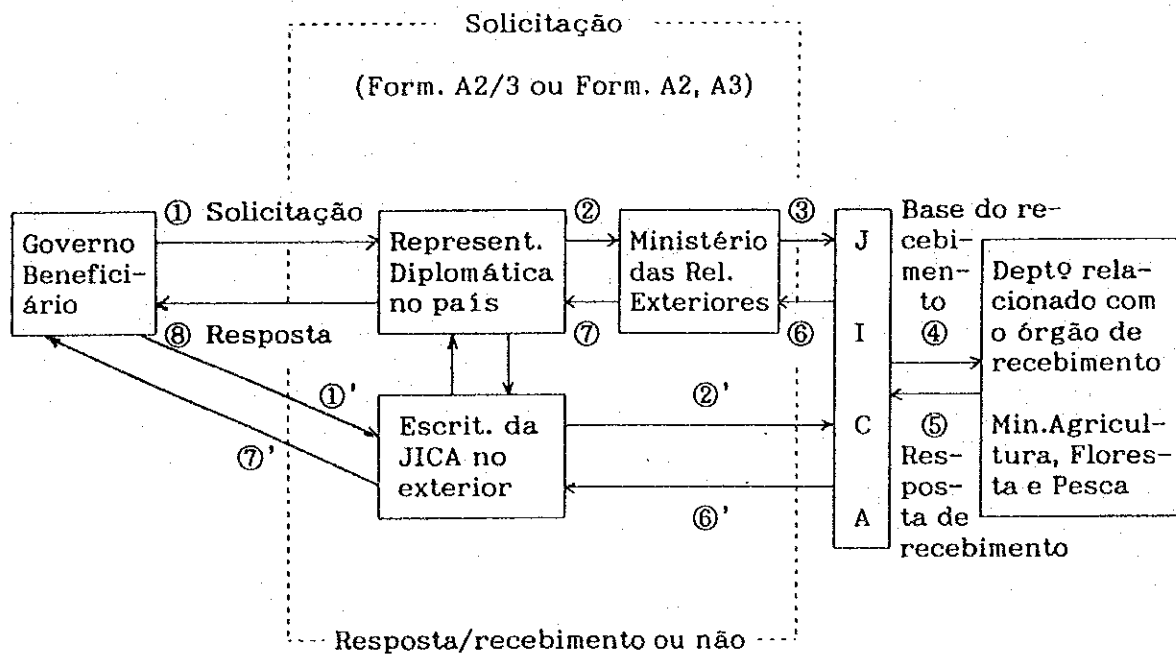 Solicitação
(Form. A2/3 ou Form. A2, A3)
① Solicitação
②
③
Governo
Benefici-
ário
Represent.
Diplomática
no país
Ministério
das Rel.
Exteriores
J
I
C
A
Base do re-
cebi-
men-
to
④
Deptº rela-
cionado com
o órgão de
recebimento
Min.Agricul-
tura, Flores-
ta e Pesca
⑧ Resposta
⑦
⑥
①'
②'
Escrit. da
JICA no
exterior
⑦'
⑥'
⑤
Res-
pos-
ta de
recebimento
Resposta/recebimento ou não